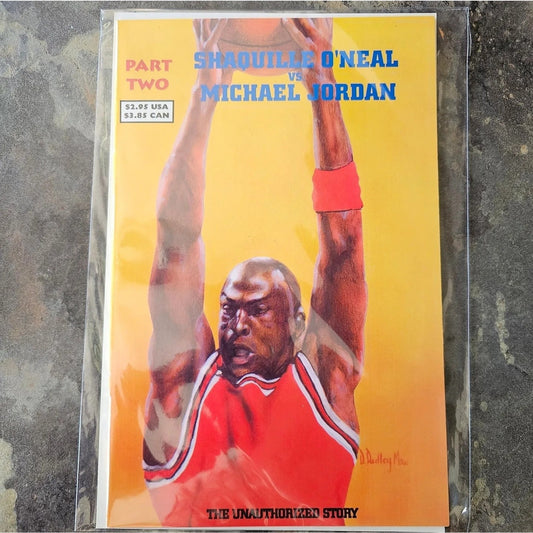 PART
TWO
SHAQUILLE O'NEAL
VS
MICHAEL JORDAN
$2.95 USA
$3.85 CAN
THE UNAUTHORIZED STORY